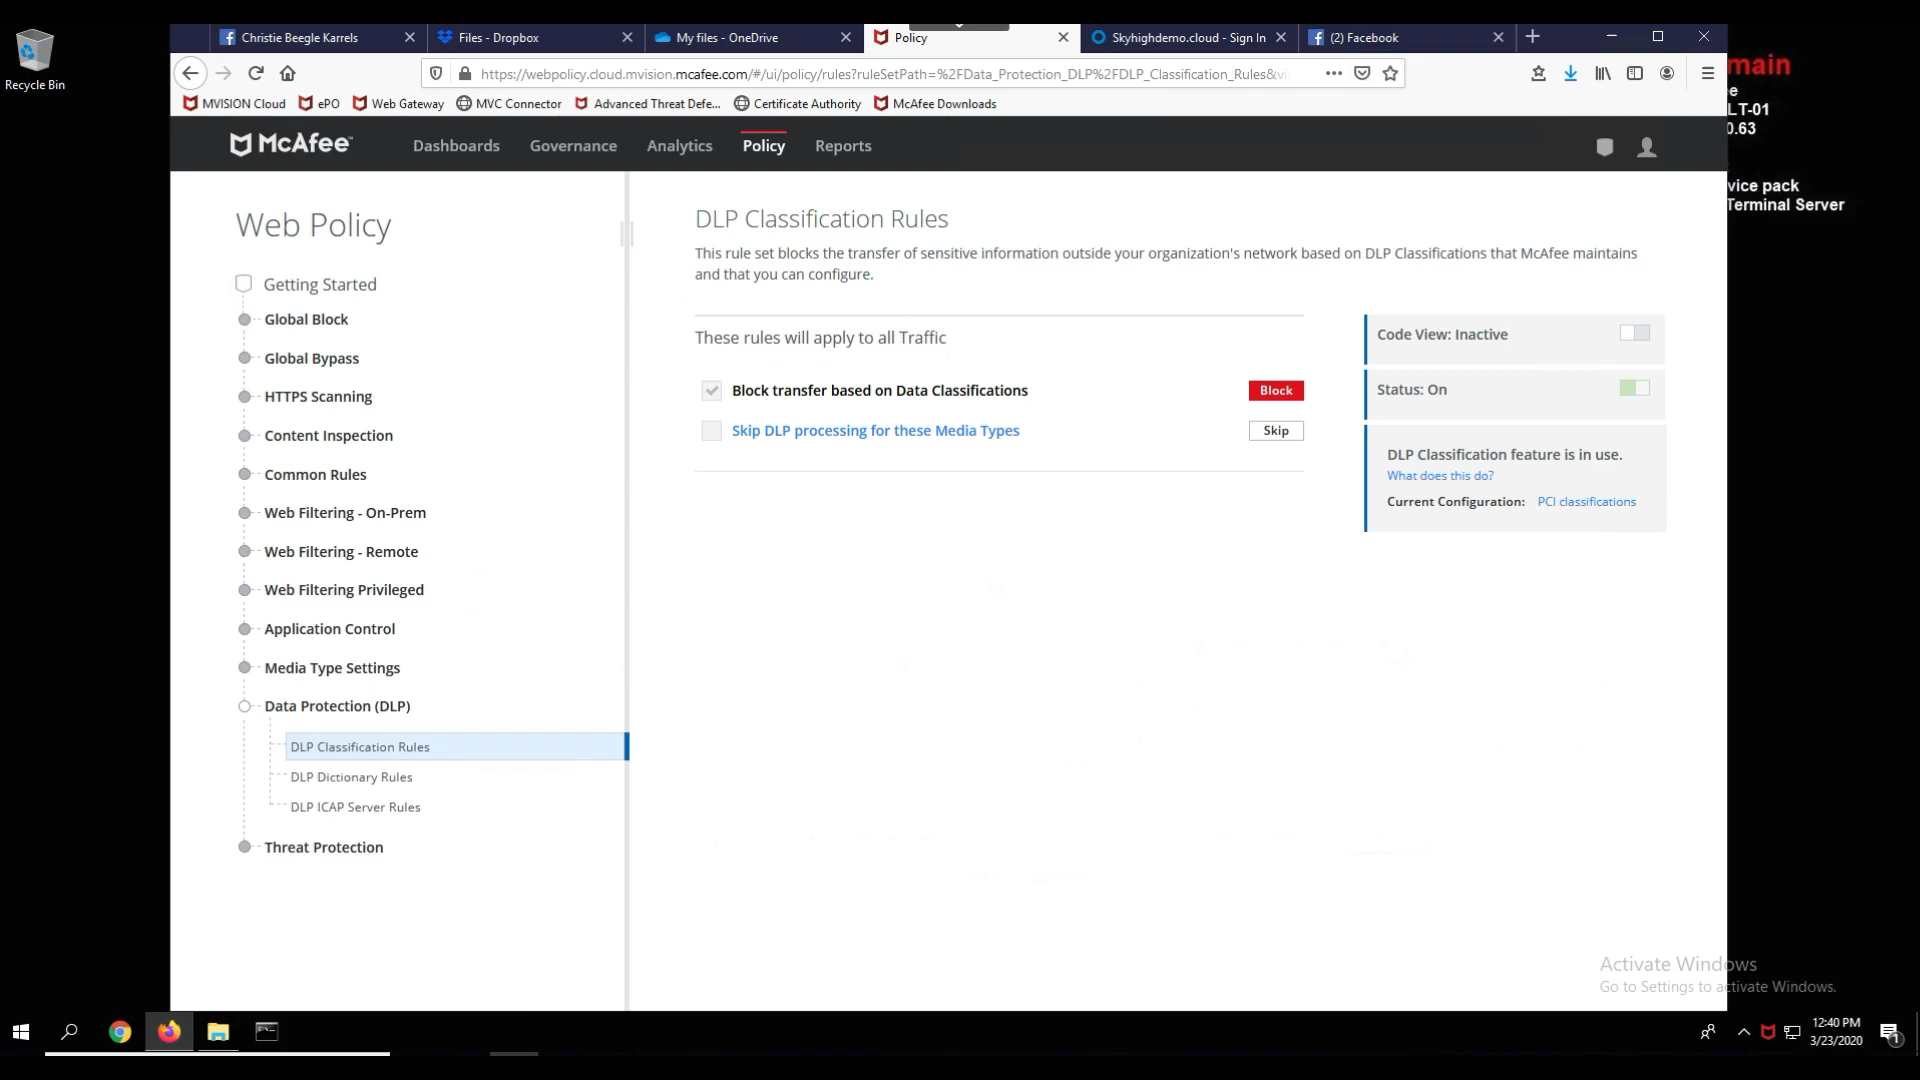 Recycle Bin
Christie Beegle Karrels
Files - Dropbox
My files - OneDrive
Policy
Skyhighdemo.cloud - Sign In
(2) Facebook
https://webpolicy.cloud.mvision.mcafee.com/#/ui/policy/rules?ruleSetPath=%2FData_Protection_DLP%2FDLP_Classification_Rules&vi
MVISION Cloud
ePO
Web Gateway
MVC Connector
Advanced Threat Defe...
Certificate Authority
McAfee Downloads
main
e
LT-01
0.63
vice pack
Terminal Server
McAfee
Dashboards
Governance
Analytics
Policy
Reports
Web Policy
Getting Started
Global Block
Global Bypass
HTTPS Scanning
Content Inspection
Common Rules
Web Filtering - On-Prem
Web Filtering - Remote
Web Filtering Privileged
Application Control
Media Type Settings
Data Protection (DLP)
DLP Classification Rules
DLP Dictionary Rules
DLP ICAP Server Rules
Threat Protection
DLP Classification Rules
This rule set blocks the transfer of sensitive information outside your organization's network based on DLP Classifications that McAfee maintains
and that you can configure.
These rules will apply to all Traffic
Block transfer based on Data Classifications
Block
Skip DLP processing for these Media Types
Skip
Code View: Inactive
Status: On
DLP Classification feature is in use.
What does this do?
Current Configuration: PCI classifications
Activate Windows
Go to Settings to activate Windows.
12:40 PM
3/23/2020
1